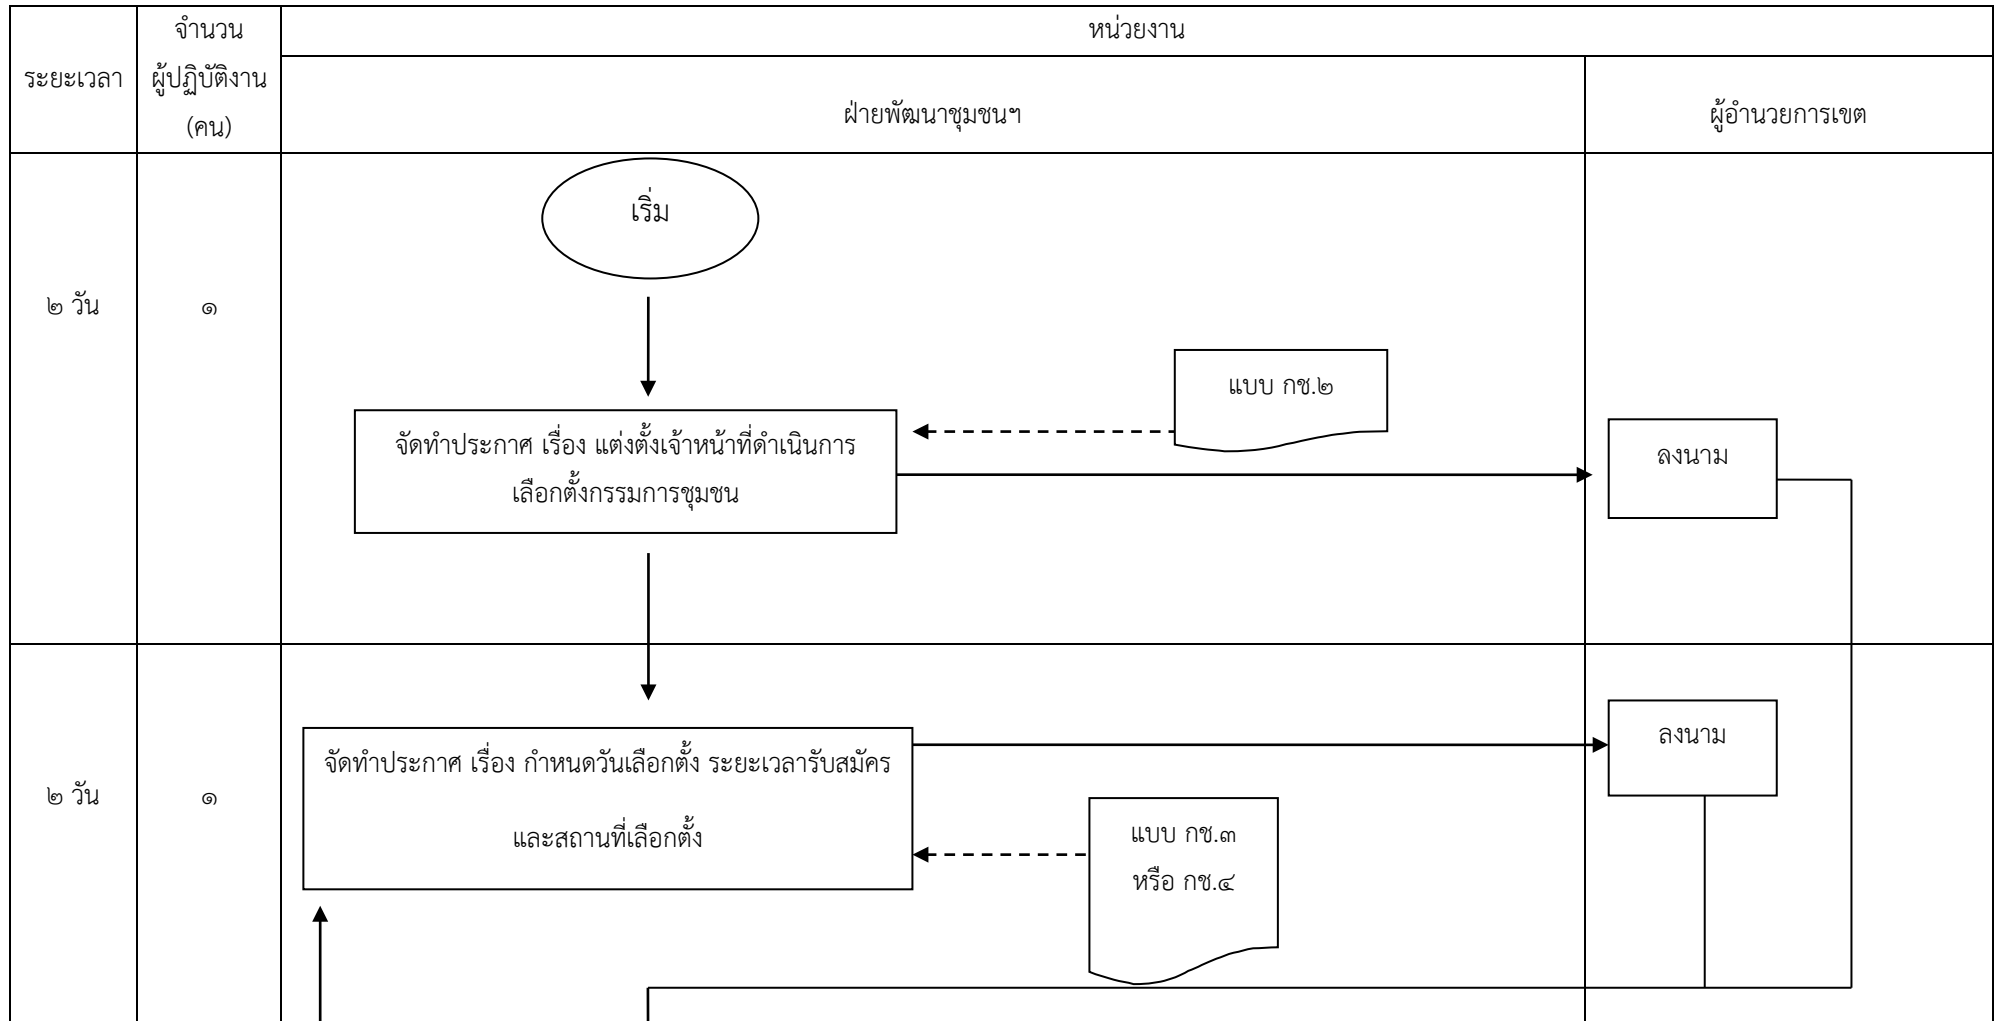 ระยะเวลา
จำนวน
ผู้ปฏิบัติงาน
(คน)
หน่วยงาน
ฝ่ายพัฒนาชุมชนฯ
ผู้อำนวยการเขต
เริ่ม
๒ วัน
๑
แบบ กช.๒
จัดทำประกาศ เรื่อง แต่งตั้งเจ้าหน้าที่ดำเนินการ
เลือกตั้งกรรมการชุมชน
ลงนาม
๒ วัน
๑
จัดทำประกาศ เรื่อง กำหนดวันเลือกตั้ง ระยะเวลารับสมัคร
และสถานที่เลือกตั้ง
ลงนาม
แบบ กช.๓
หรือ กช.๔